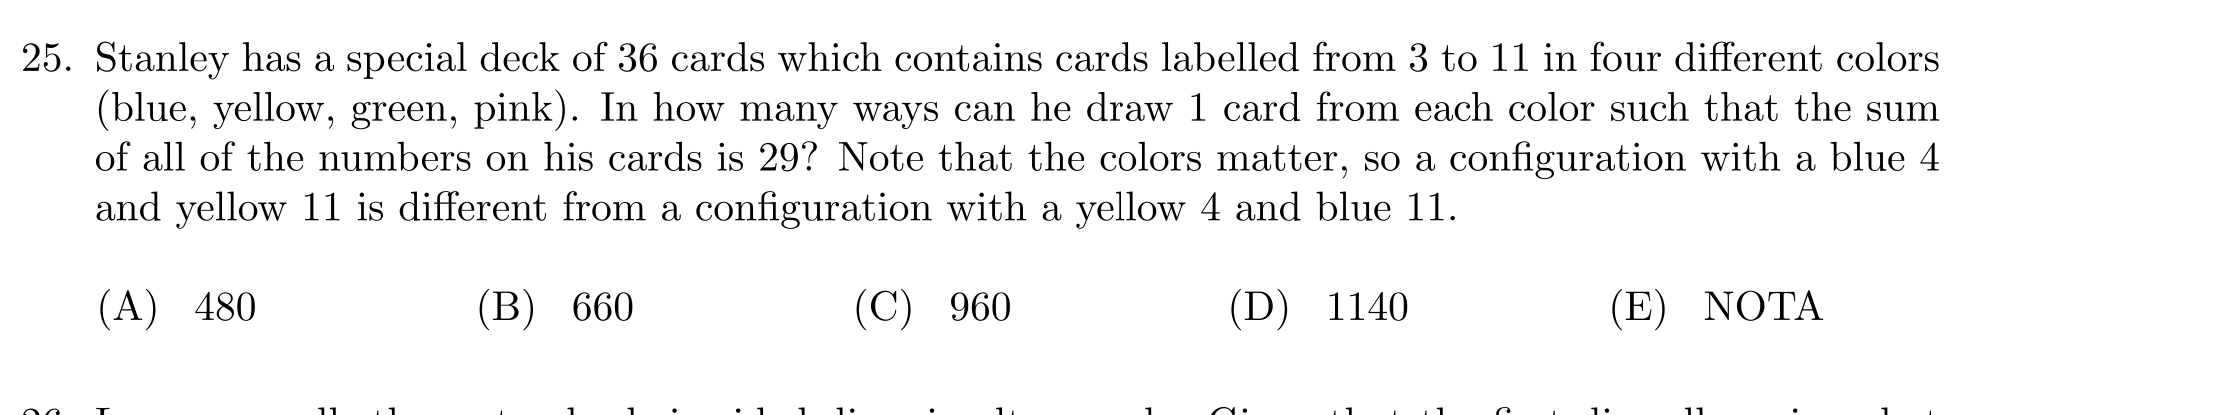 25. Stanley has a special deck of 36 cards which contains cards labelled from 3 to 11 in four different colors
(blue, yellow, green, pink). In how many ways can he draw 1 card from each color such that the sum
of all of the numbers on his cards is 29? Note that the colors matter, so a configuration with a blue 4
and yellow 11 is different from a configuration with a yellow 4 and blue 11.
(A) 480 (B) 660 (C) 960 (D) 1140 (E) NOTA